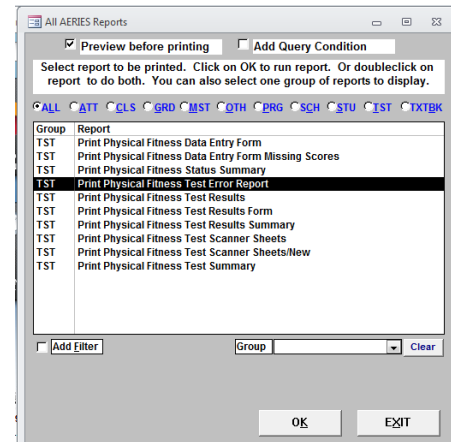 All AERIES Reports
Preview before printing Add Query Condition
Select report to be printed. Click on OK to run report. Or doubleclick on
report to do both. You can also select one group of reports to display.
ALL ATT CLS GRD MST OTH PRG SCH STU TST TXTBK
Group Report
TST Print Physical Fitness Data Entry Form
TST Print Physical Fitness Data Entry Form Missing Scores
TST Print Physical Fitness Status Summary
TST Print Physical Fitness Test Error Report
TST Print Physical Fitness Test Results
TST Print Physical Fitness Test Results Form
TST Print Physical Fitness Test Results Summary
TST Print Physical Fitness Test Scanner Sheets
TST Print Physical Fitness Test Scanner Sheets/New
TST Print Physical Fitness Test Summary
Add Filter Group Clear
OK EXIT